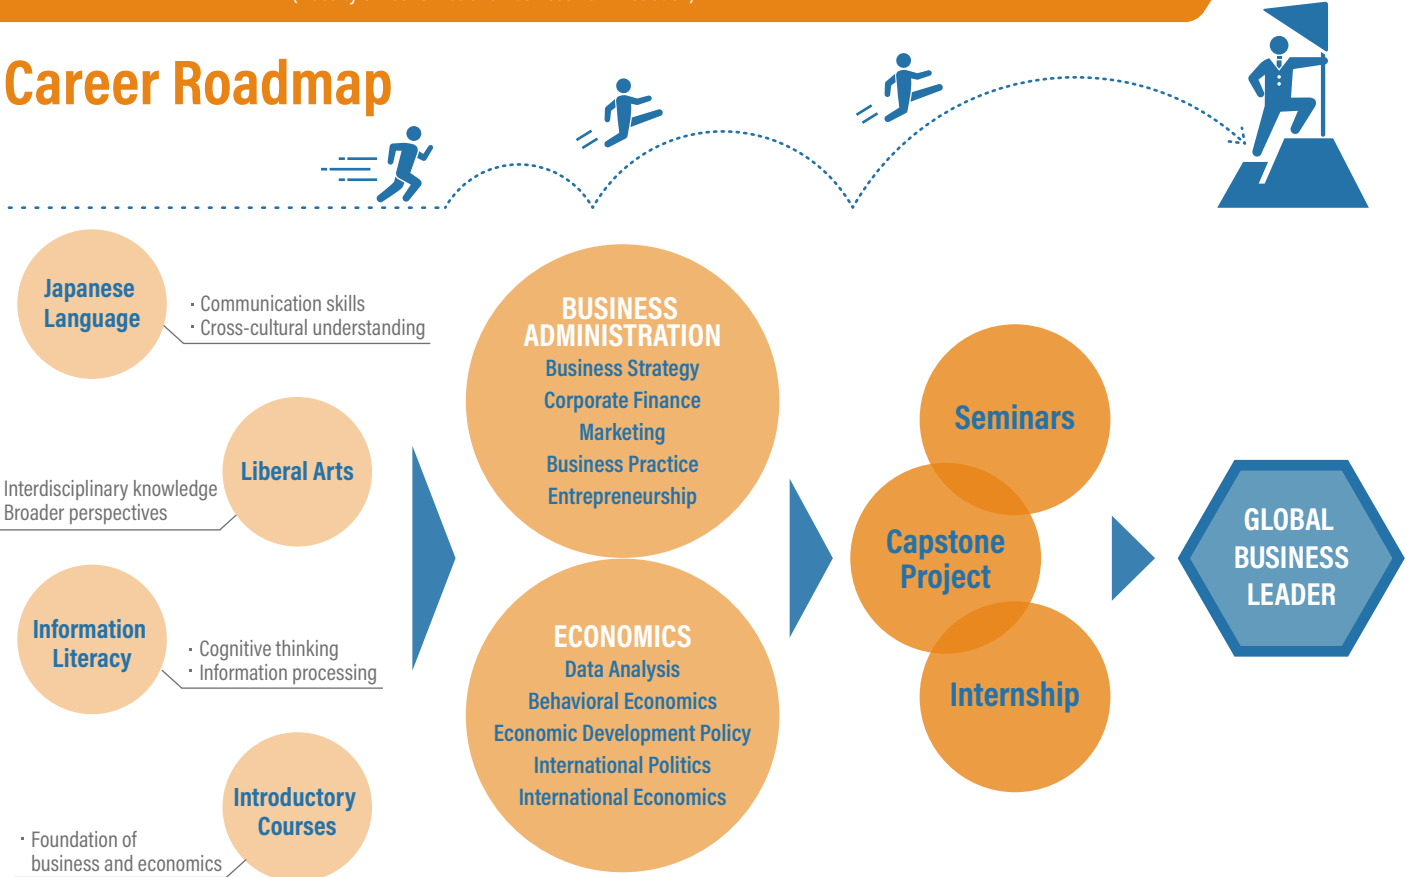 Career Roadmap
Japanese
Language
· Communication skills
· Cross-cultural understanding
Liberal Arts
Interdisciplinary knowledge
Broader perspectives
Information
Literacy
· Cognitive thinking
· Information processing
Introductory
Courses
· Foundation of
business and economics
BUSINESS
ADMINISTRATION
Business Strategy
Corporate Finance
Marketing
Business Practice
Entrepreneurship
ECONOMICS
Data Analysis
Behavioral Economics
Economic Development Policy
International Politics
International Economics
Seminars
Capstone
Project
Internship
GLOBAL
BUSINESS
LEADER